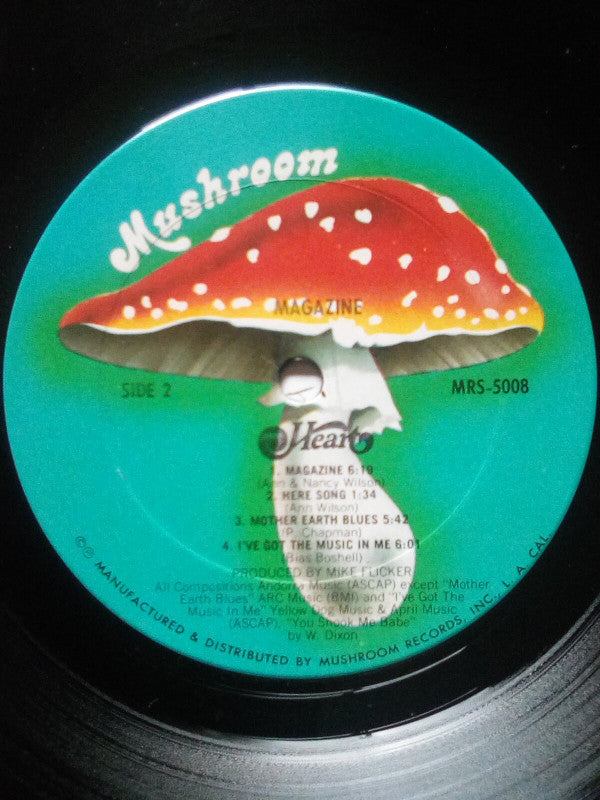 Mushroom
MAGAZINE
SIDE 2
MRS-5008
Heart
1. MAGAZINE 6:19
(Ann & Nancy Wilson)
2. HERE SONG 1:34
(Ann Wilson)
3. MOTHER EARTH BLUES 5:42
(P. Chapman)
4. I'VE GOT THE MUSIC IN ME 6:01
(Bias Boshell)
PRODUCED BY MIKE FLICKER
All Compositions Andorra Music (ASCAP) except "Mother
Earth Blues" ARC Music (BMI) and "I've Got The
Music In Me" Yellow Dog Music & April Music
(ASCAP). "You Shook Me Babe"
by W. Dixon
©℗ MANUFACTURED & DISTRIBUTED BY MUSHROOM RECORDS, INC., L. A. CAL.